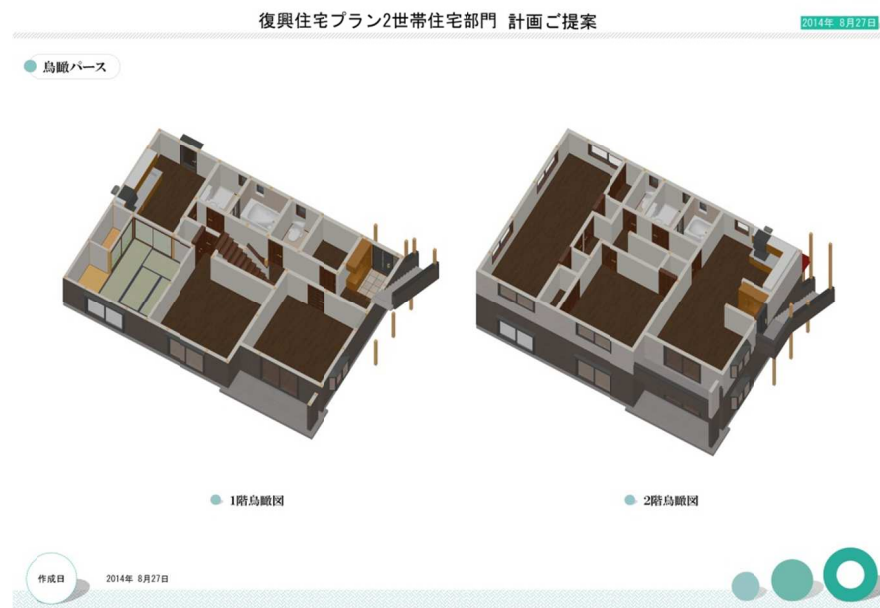 復興住宅プラン2世帯住宅部門 計画ご提案
2014年 8月27日
鳥瞰パース
1階鳥瞰図
2階鳥瞰図
作成日
2014年 8月27日